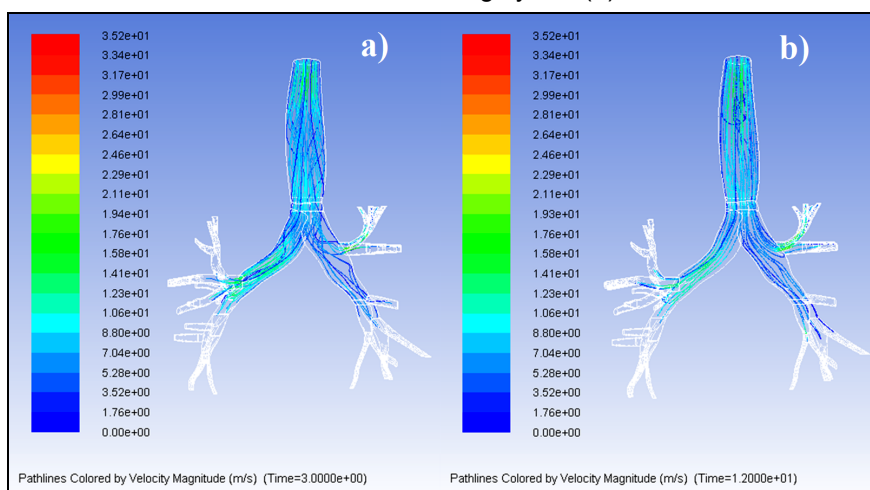 a)
3.52e+01
3.34e+01
3.17e+01
2.99e+01
2.81e+01
2.64e+01
2.46e+01
2.29e+01
2.11e+01
1.94e+01
1.76e+01
1.58e+01
1.41e+01
1.23e+01
1.06e+01
8.80e+00
7.04e+00
5.28e+00
3.52e+00
1.76e+00
0.00e+00
Pathlines Colored by Velocity Magnitude (m/s) (Time=3.0000e+00)
b)
3.52e+01
3.34e+01
3.17e+01
2.99e+01
2.81e+01
2.64e+01
2.46e+01
2.29e+01
2.11e+01
1.93e+01
1.76e+01
1.58e+01
1.41e+01
1.23e+01
1.06e+01
8.80e+00
7.04e+00
5.28e+00
3.52e+00
1.76e+00
0.00e+00
Pathlines Colored by Velocity Magnitude (m/s) (Time=1.2000e+01)